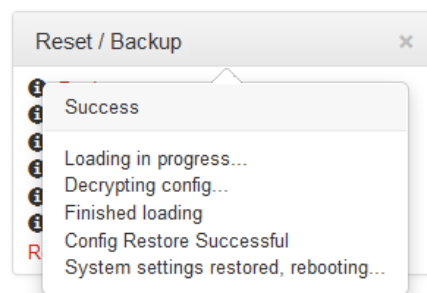 Reset / Backup
×
Success
Loading in progress...
Decrypting config...
Finished loading
Config Restore Successful
System settings restored, rebooting...